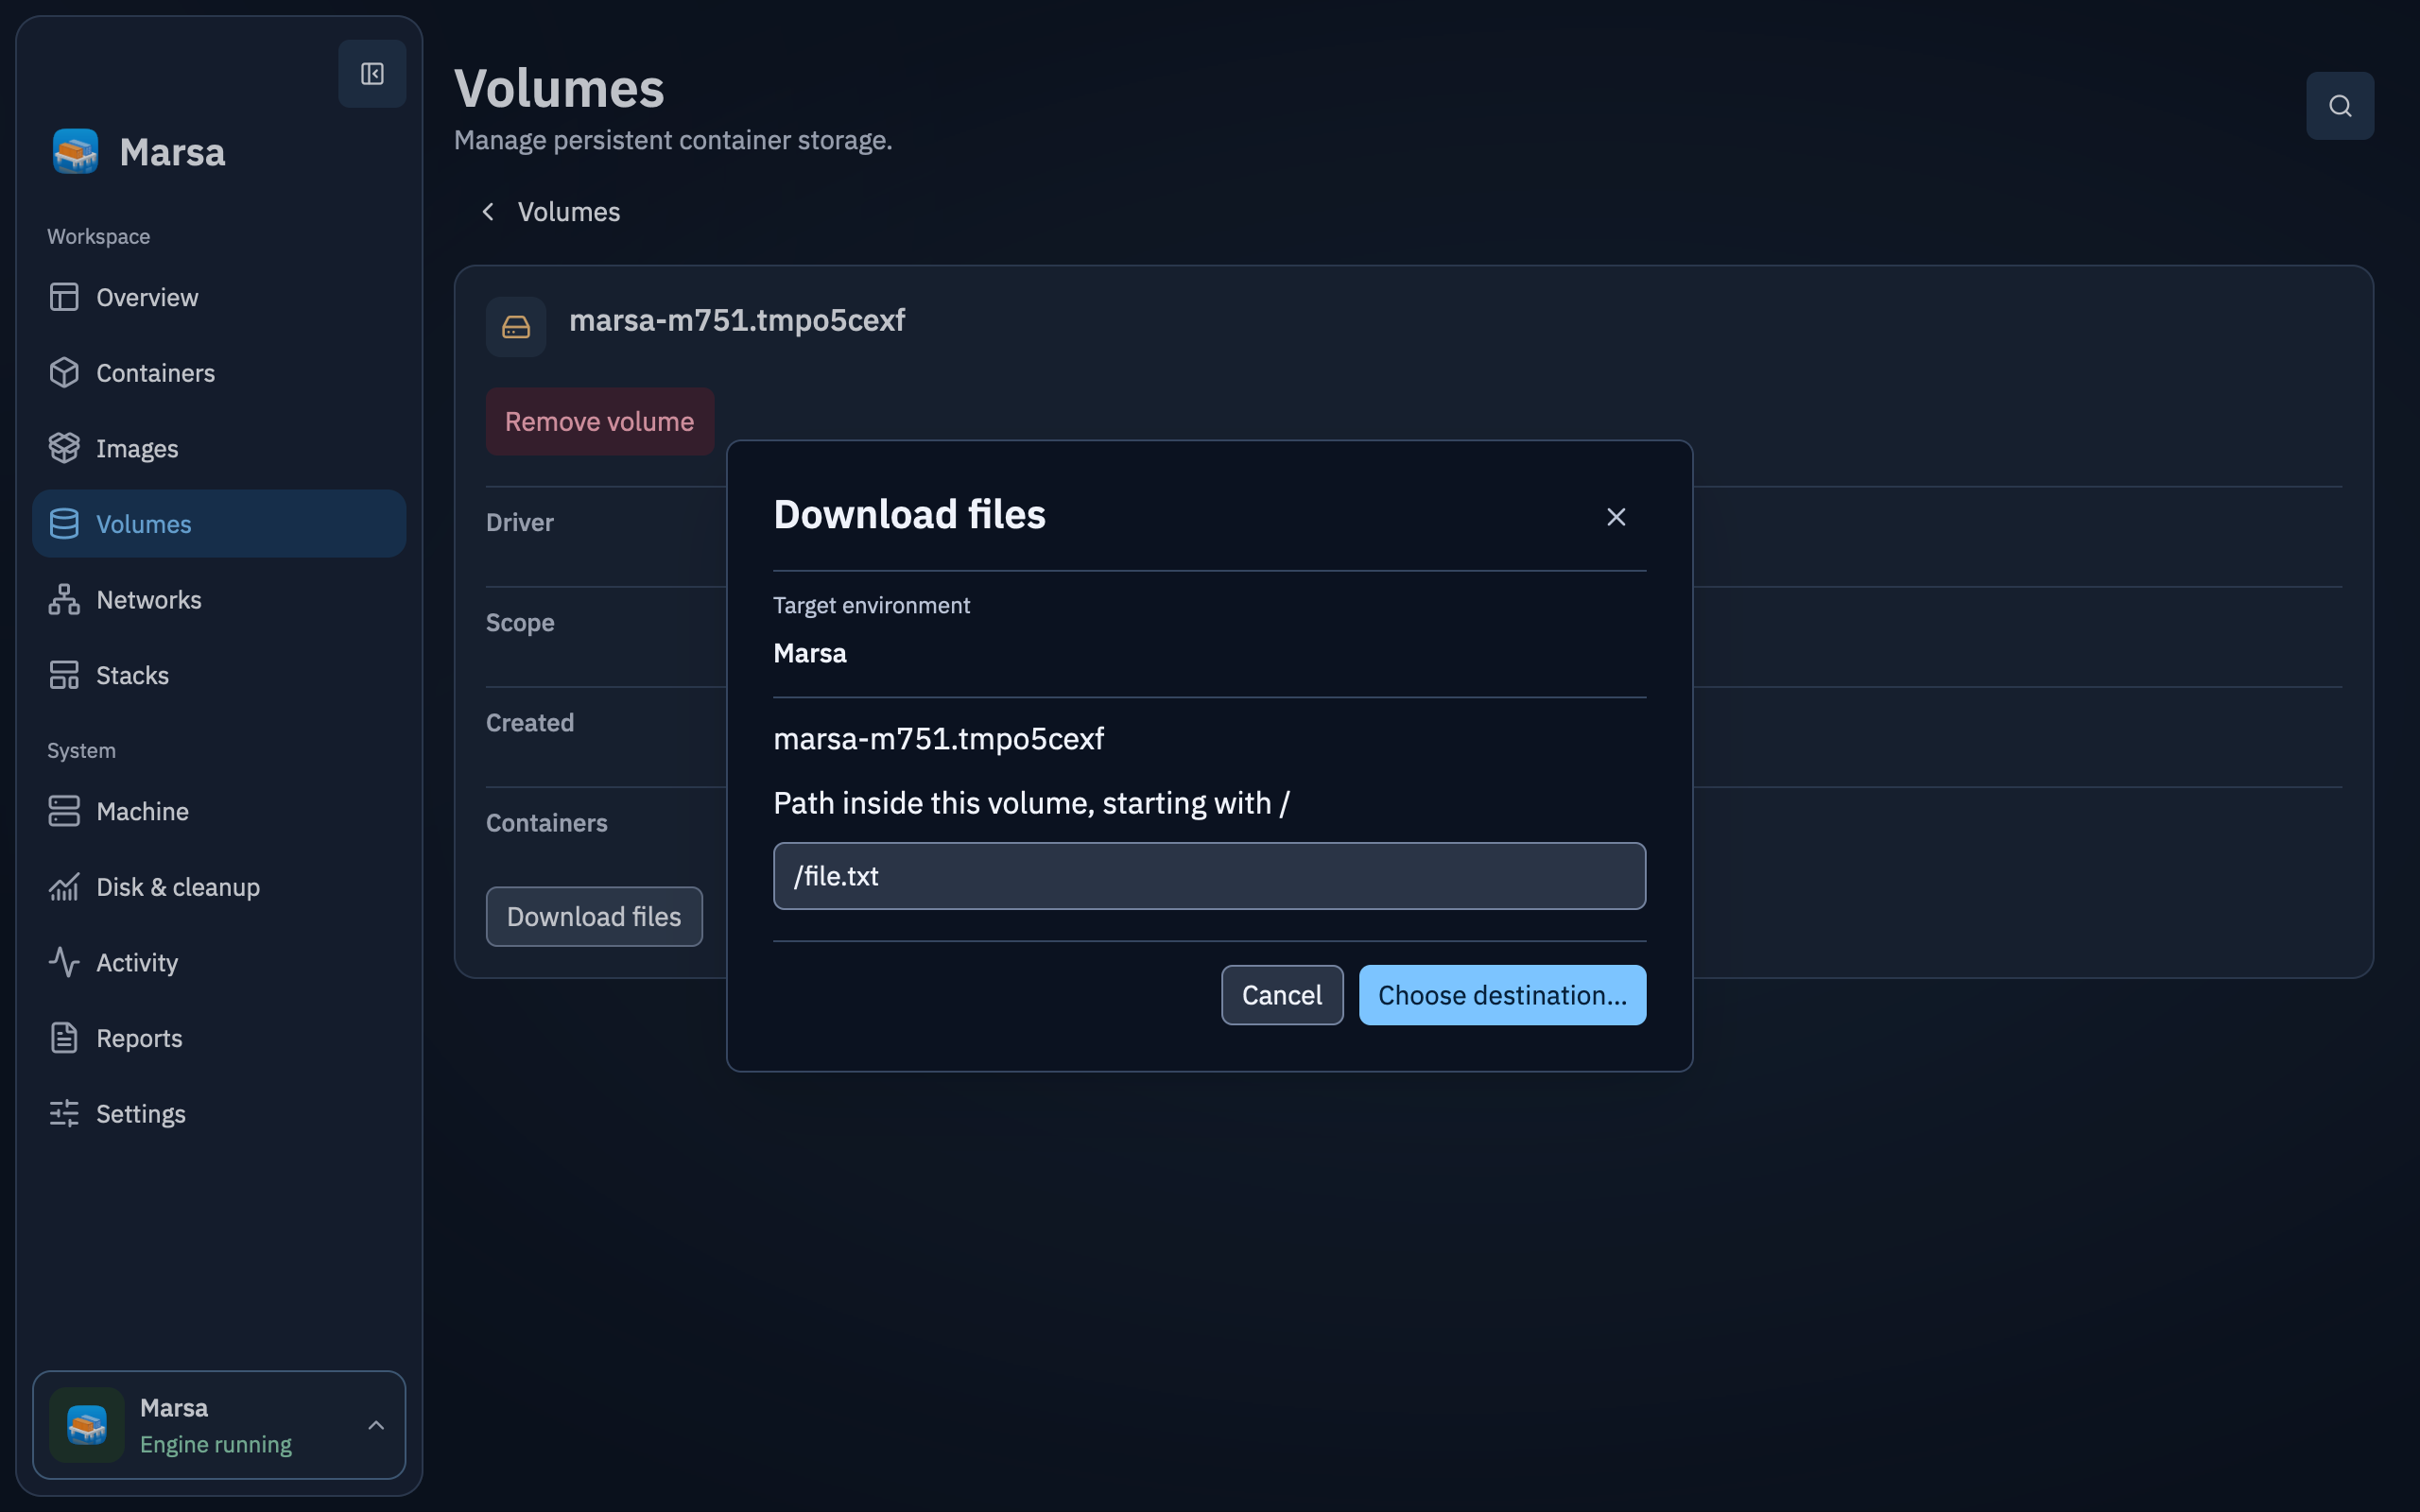 Marsa
Workspace
Overview
Containers
Images
Volumes
Networks
Stacks
System
Machine
Disk & cleanup
Activity
Reports
Settings
Marsa
Engine running
Volumes
Manage persistent container storage.
Volumes
marsa-m751.tmpo5cexf
Remove volume
Driver
Scope
Created
Containers
Download files
Download files
Target environment
Marsa
marsa-m751.tmpo5cexf
Path inside this volume, starting with /
/file.txt
Cancel
Choose destination...